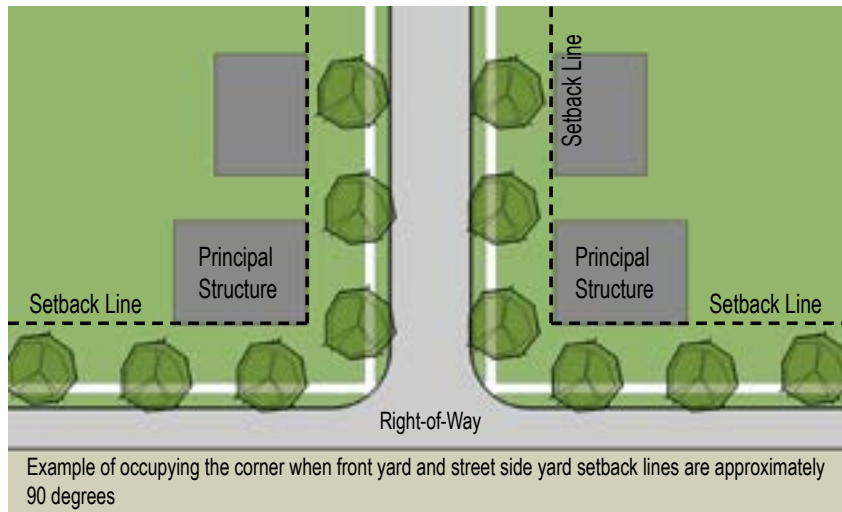 Setback Line
Principal
Structure
Principal
Structure
Setback Line
Setback Line
Right-of-Way
Example of occupying the corner when front yard and street side yard setback lines are approximately
90 degrees